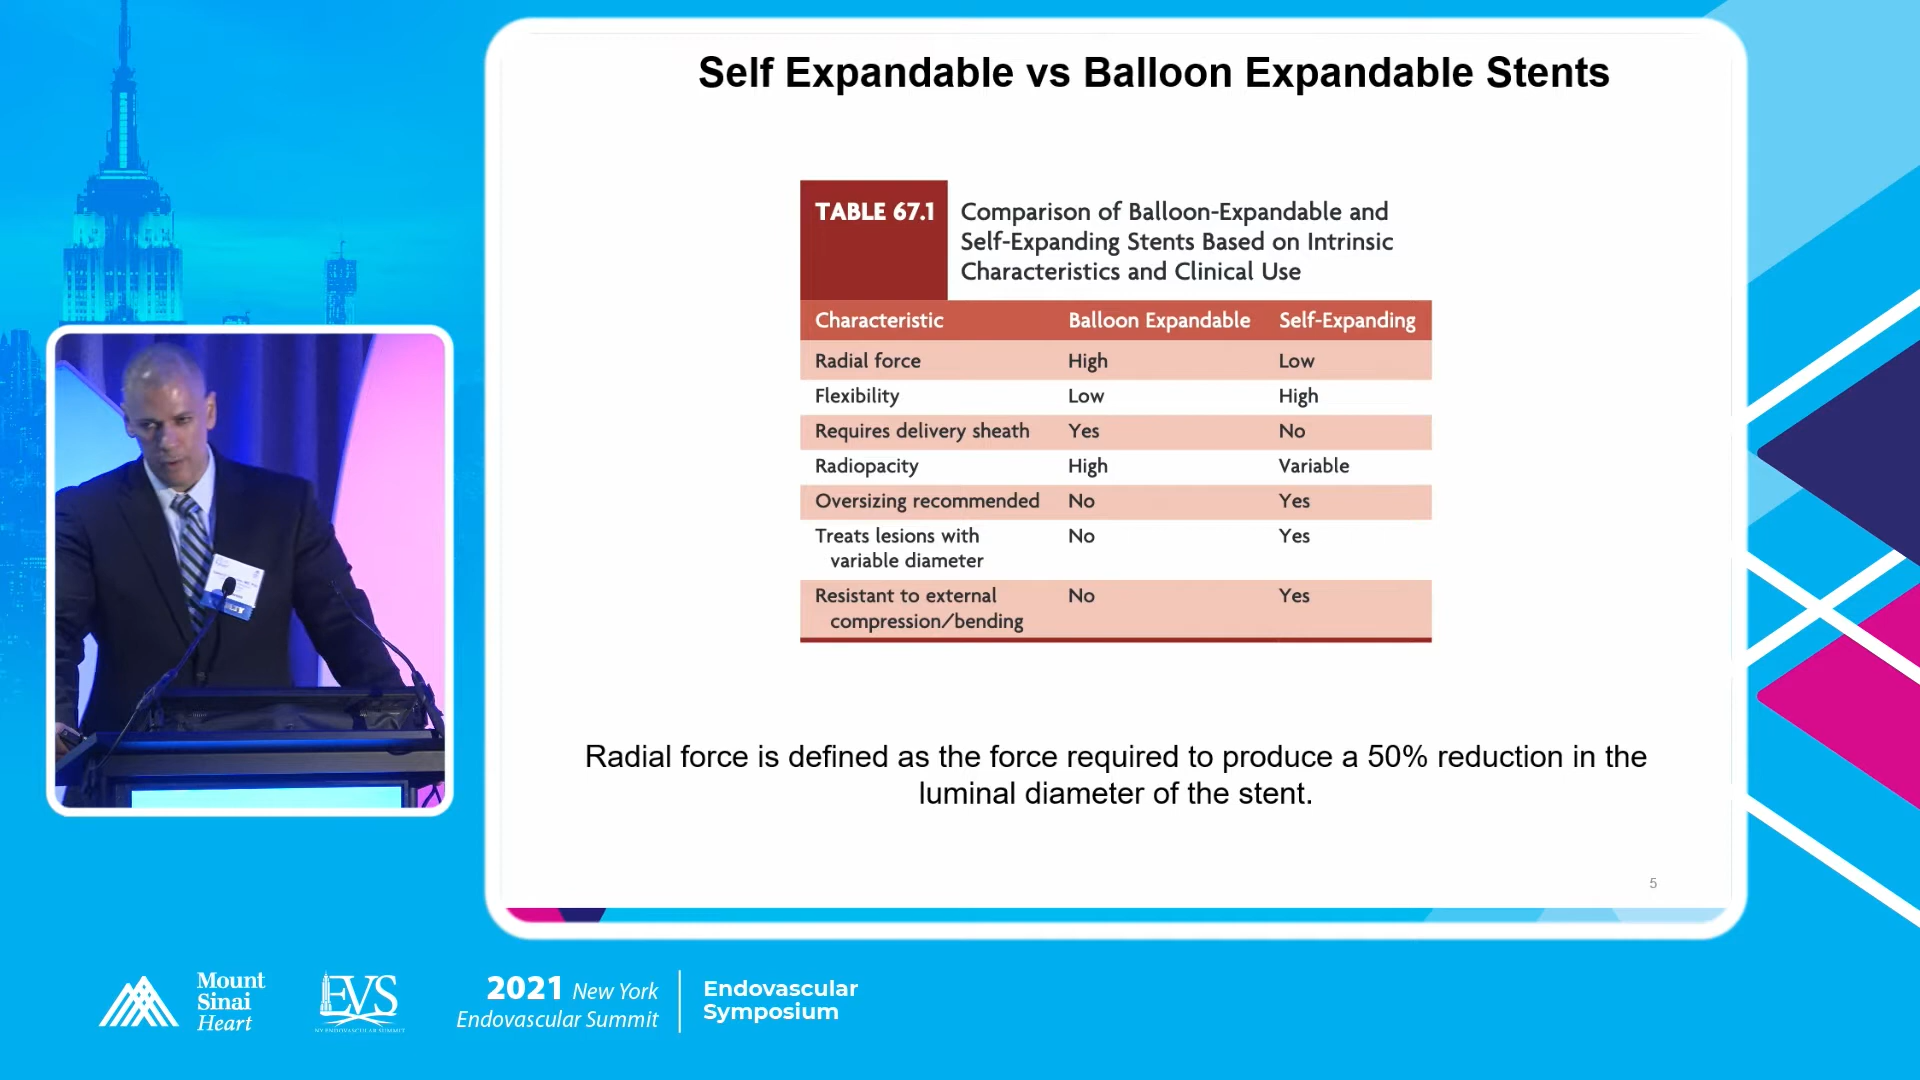 Self Expandable vs Balloon Expandable Stents
TABLE 67.1
Comparison of Balloon-Expandable and
Self-Expanding Stents Based on Intrinsic
Characteristics and Clinical Use
Characteristic Balloon Expandable Self-Expanding
Radial force High Low
Flexibility Low High
Requires delivery sheath Yes No
Radiopacity High Variable
Oversizing recommended No Yes
Treats lesions with No Yes
variable diameter
Resistant to external No Yes
compression/bending
Radial force is defined as the force required to produce a 50% reduction in the
luminal diameter of the stent.
5
Mount
Sinai
Heart
EVS
NY ENDOVASCULAR SUMMIT
2021 New York
Endovascular Summit
Endovascular
Symposium